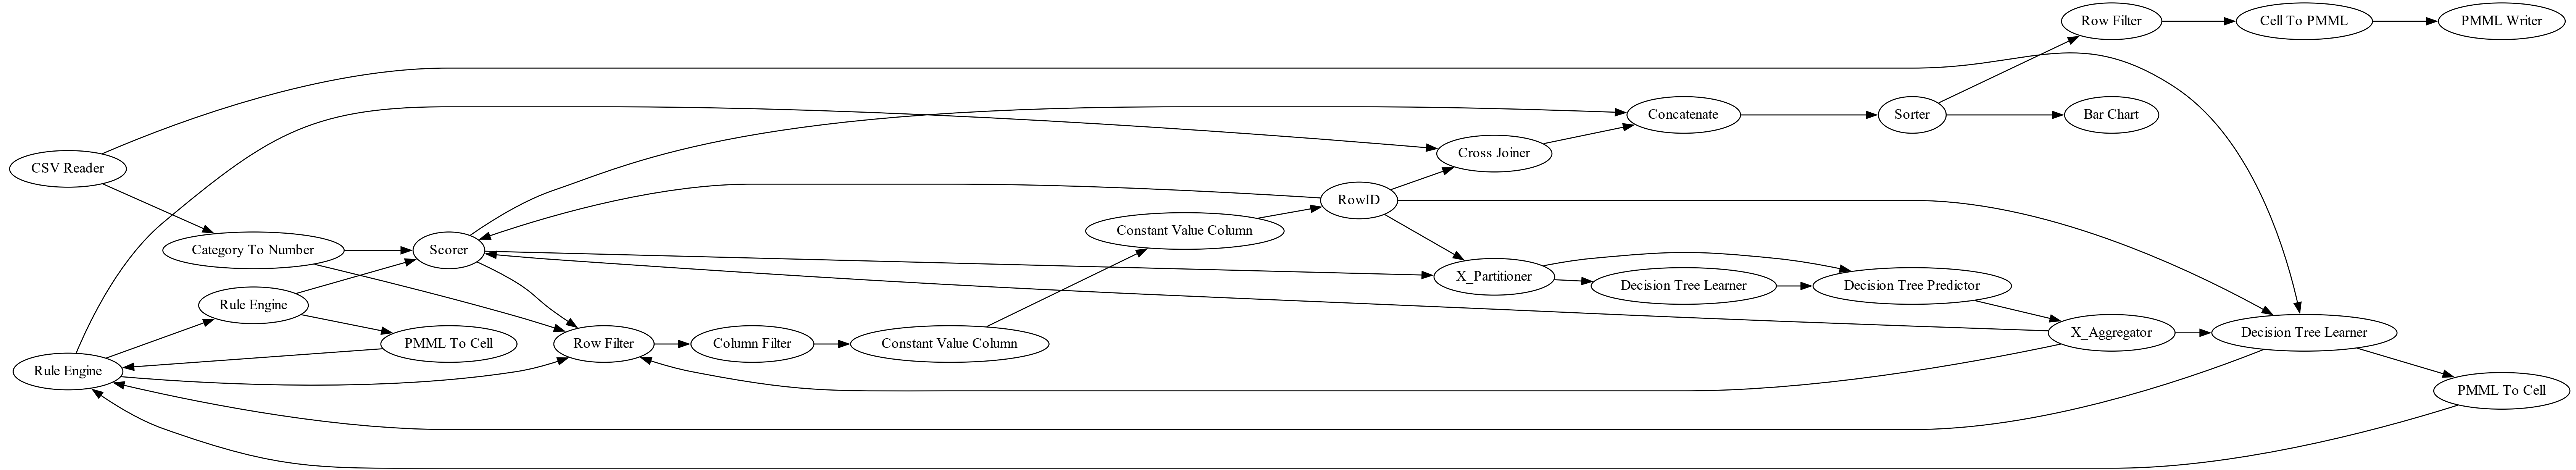 Row Filter
Cell To PMML
PMML Writer
CSV Reader
Concatenate
Sorter
Bar Chart
Cross Joiner
RowID
Constant Value Column
Category To Number
Scorer
X_Partitioner
Decision Tree Learner
Decision Tree Predictor
Rule Engine
PMML To Cell
Row Filter
Column Filter
Constant Value Column
X_Aggregator
Decision Tree Learner
Rule Engine
PMML To Cell